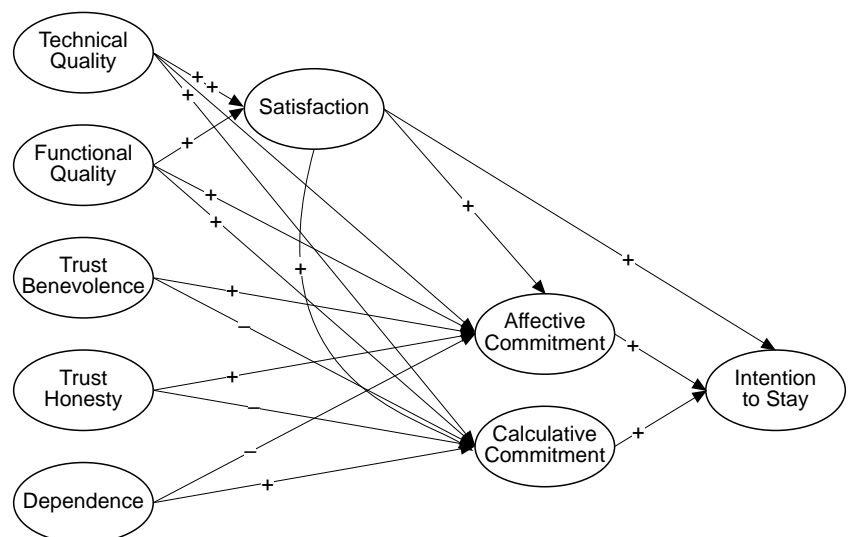 Technical
Quality
+
+
+
Satisfaction
+
Functional
Quality
+
+
+
Trust
Benevolence
+
+
+
–
Affective
Commitment
+
Trust
Honesty
+
–
Intention
to Stay
Calculative
Commitment
+
–
+
Dependence